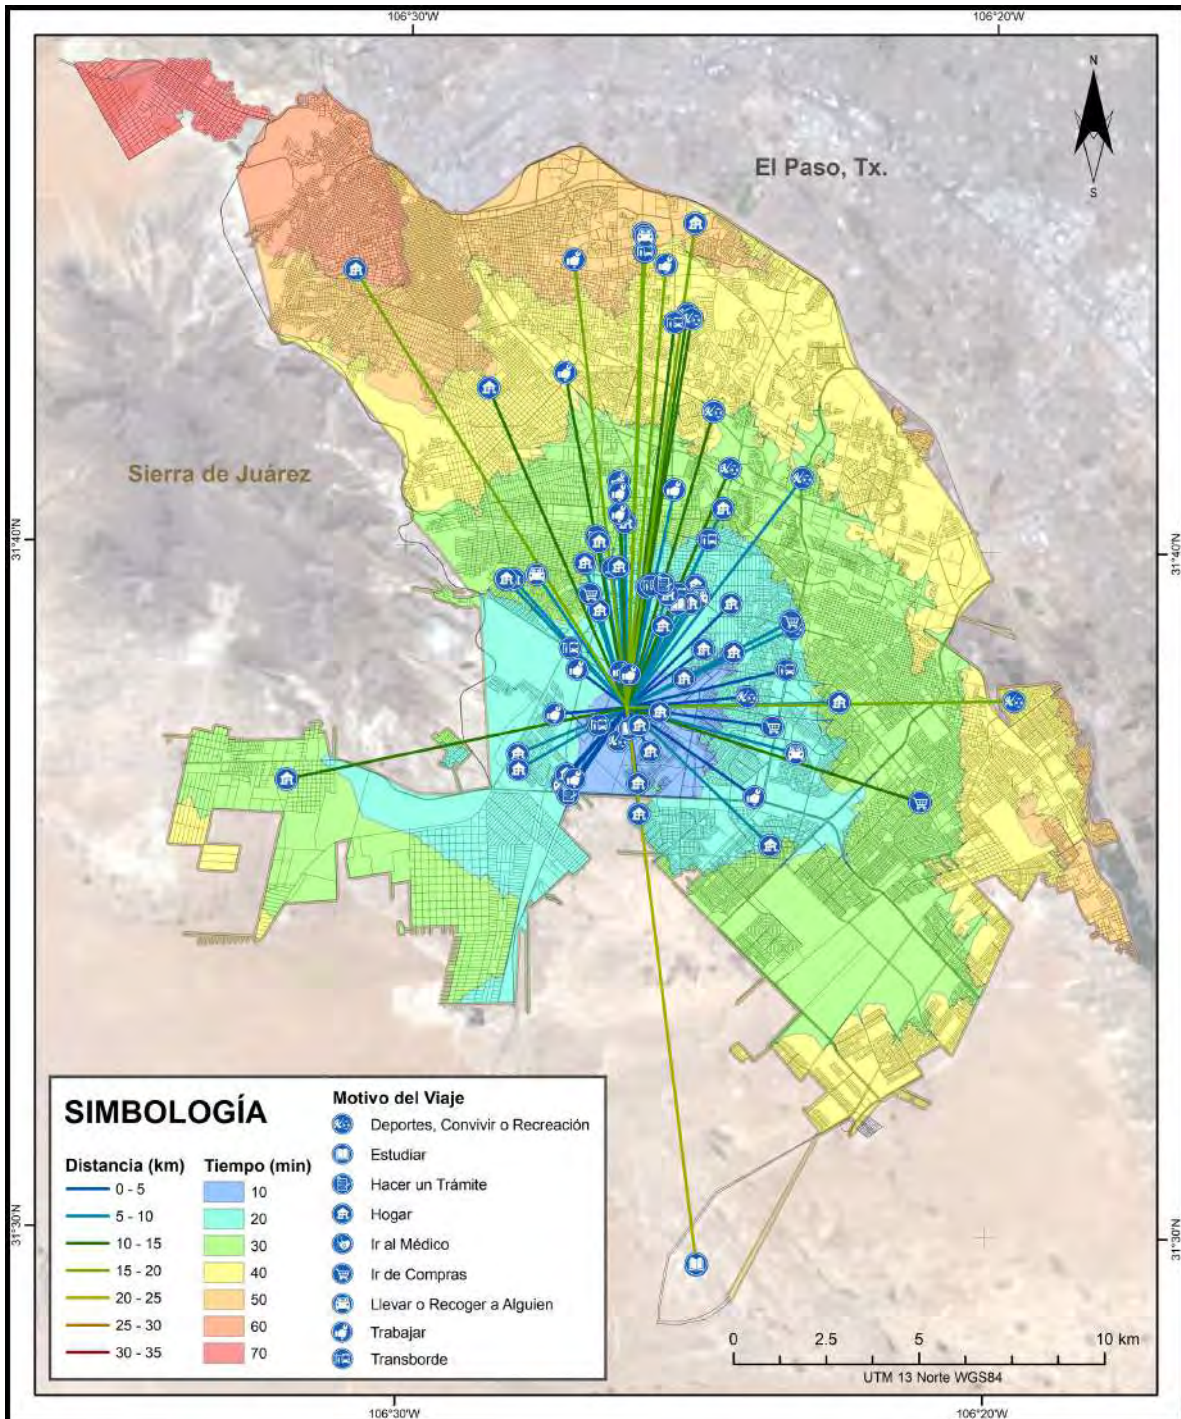 106°30'W
106°20'W
N
S
El Paso, Tx.
Sierra de Juárez
31°40'N
31°40'N
SIMBOLOGÍA
Distancia (km)
0 - 5
5 - 10
10 - 15
15 - 20
20 - 25
25 - 30
30 - 35
Tiempo (min)
10
20
30
40
50
60
70
Motivo del Viaje
Deportes, Convivir o Recreación
Estudiar
Hacer un Trámite
Hogar
Ir al Médico
Ir de Compras
Llevar o Recoger a Alguien
Trabajar
Transborde
31°30'N
31°30'N
0 2.5 5 10 km
UTM 13 Norte WGS84
106°30'W
106°20'W